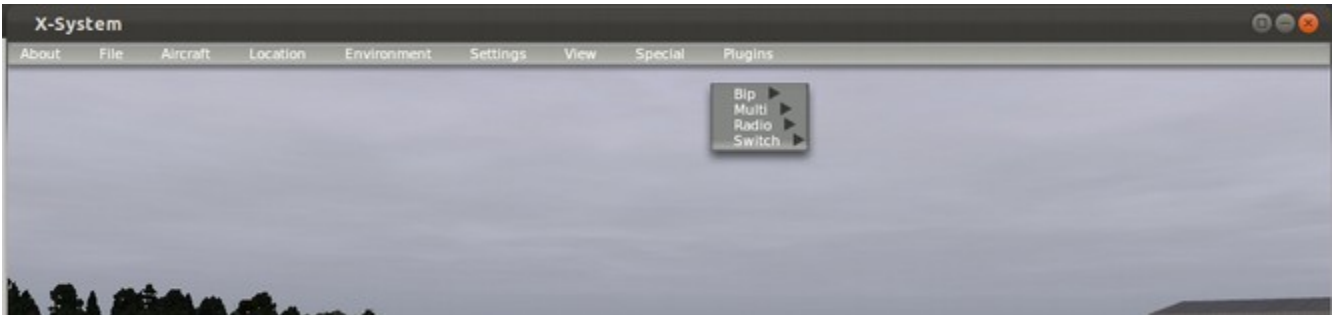 X-System
About File Aircraft Location Environment Settings View Special Plugins
Bip
Multi
Radio
Switch